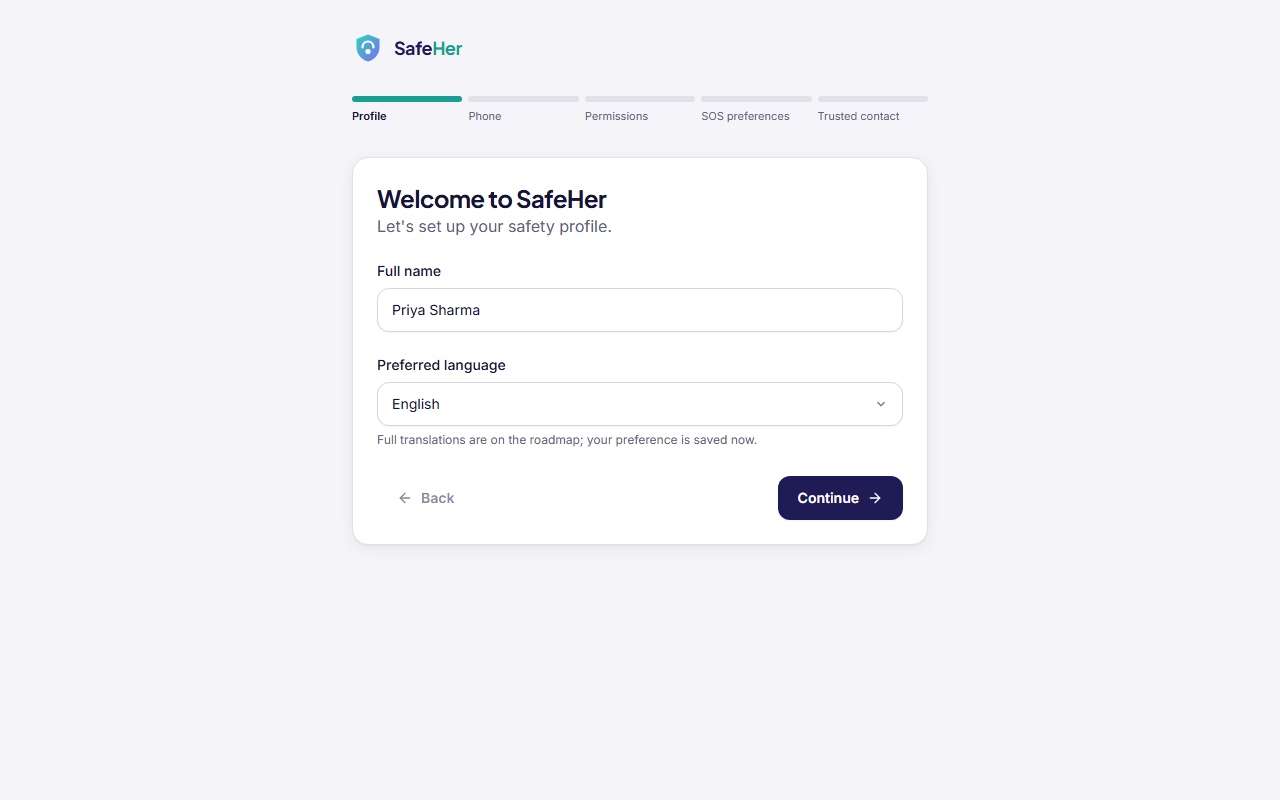 SafeHer
Profile
Phone
Permissions
SOS preferences
Trusted contact
Welcome to SafeHer
Let's set up your safety profile.
Full name
Priya Sharma
Preferred language
English
Full translations are on the roadmap; your preference is saved now.
Back
Continue